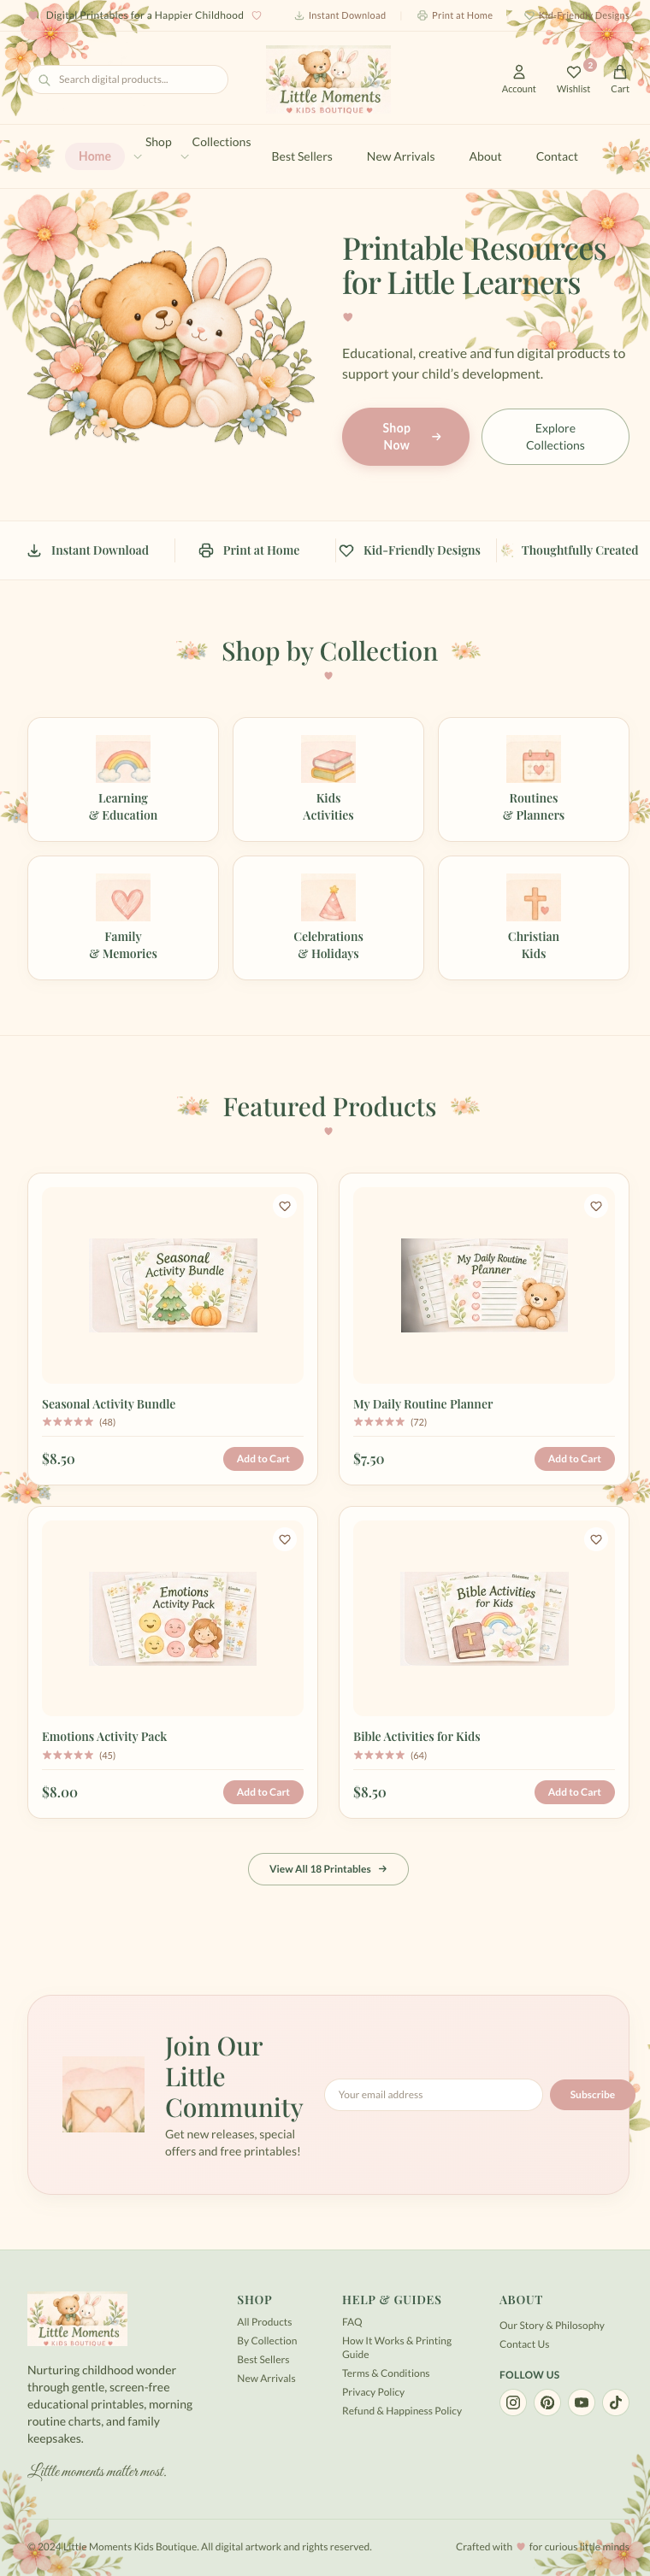 Digital Printables for a Happier Childhood
Instant Download
Print at Home
Kid-Friendly Designs
Search digital products...
Little Moments
KIDS BOUTIQUE
Account
Wishlist
2
Cart
Home
Shop
Collections
Best Sellers
New Arrivals
About
Contact
Printable Resources
for Little Learners
Educational, creative and fun digital products to
support your child's development.
Shop
Now
Explore
Collections
Instant Download
Print at Home
Kid-Friendly Designs
Thoughtfully Created
Shop by Collection
Learning
& Education
Kids
Activities
Routines
& Planners
Family
& Memories
Celebrations
& Holidays
Christian
Kids
Featured Products
Seasonal
Activity Bundle
My Daily Routine
Planner
Seasonal Activity Bundle
(48)
$8.50
Add to Cart
My Daily Routine Planner
(72)
$7.50
Add to Cart
Emotions
Activity Pack
Bible Activities
for Kids
Emotions Activity Pack
(45)
$8.00
Add to Cart
Bible Activities for Kids
(64)
$8.50
Add to Cart
View All 18 Printables
Join Our
Little
Community
Get new releases, special
offers and free printables!
Your email address
Subscribe
Little Moments
KIDS BOUTIQUE
Nurturing childhood wonder
through gentle, screen-free
educational printables, morning
routine charts, and family
keepsakes.
Little moments matter most.
SHOP
All Products
By Collection
Best Sellers
New Arrivals
HELP & GUIDES
FAQ
How It Works & Printing
Guide
Terms & Conditions
Privacy Policy
Refund & Happiness Policy
ABOUT
Our Story & Philosophy
Contact Us
FOLLOW US
© 2024 Little Moments Kids Boutique. All digital artwork and rights reserved.
Crafted with
for curious little minds